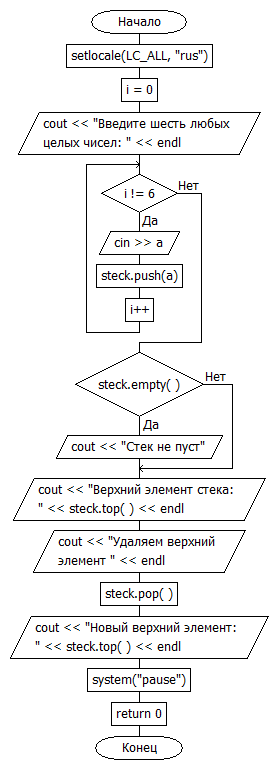 Начало
setlocale(LC_ALL, "rus")
i = 0
cout << "Введите шесть любых
целых чисел: " << endl
i != 6
Нет
Да
cin >> a
steck.push(a)
i++
steck.empty( )
Нет
Да
cout << "Стек не пуст"
cout << "Верхний элемент стека:
" << steck.top( ) << endl
cout << "Удаляем верхний
элемент " << endl
steck.pop( )
cout << "Новый верхний элемент:
" << steck.top( ) << endl
system("pause")
return 0
Конец